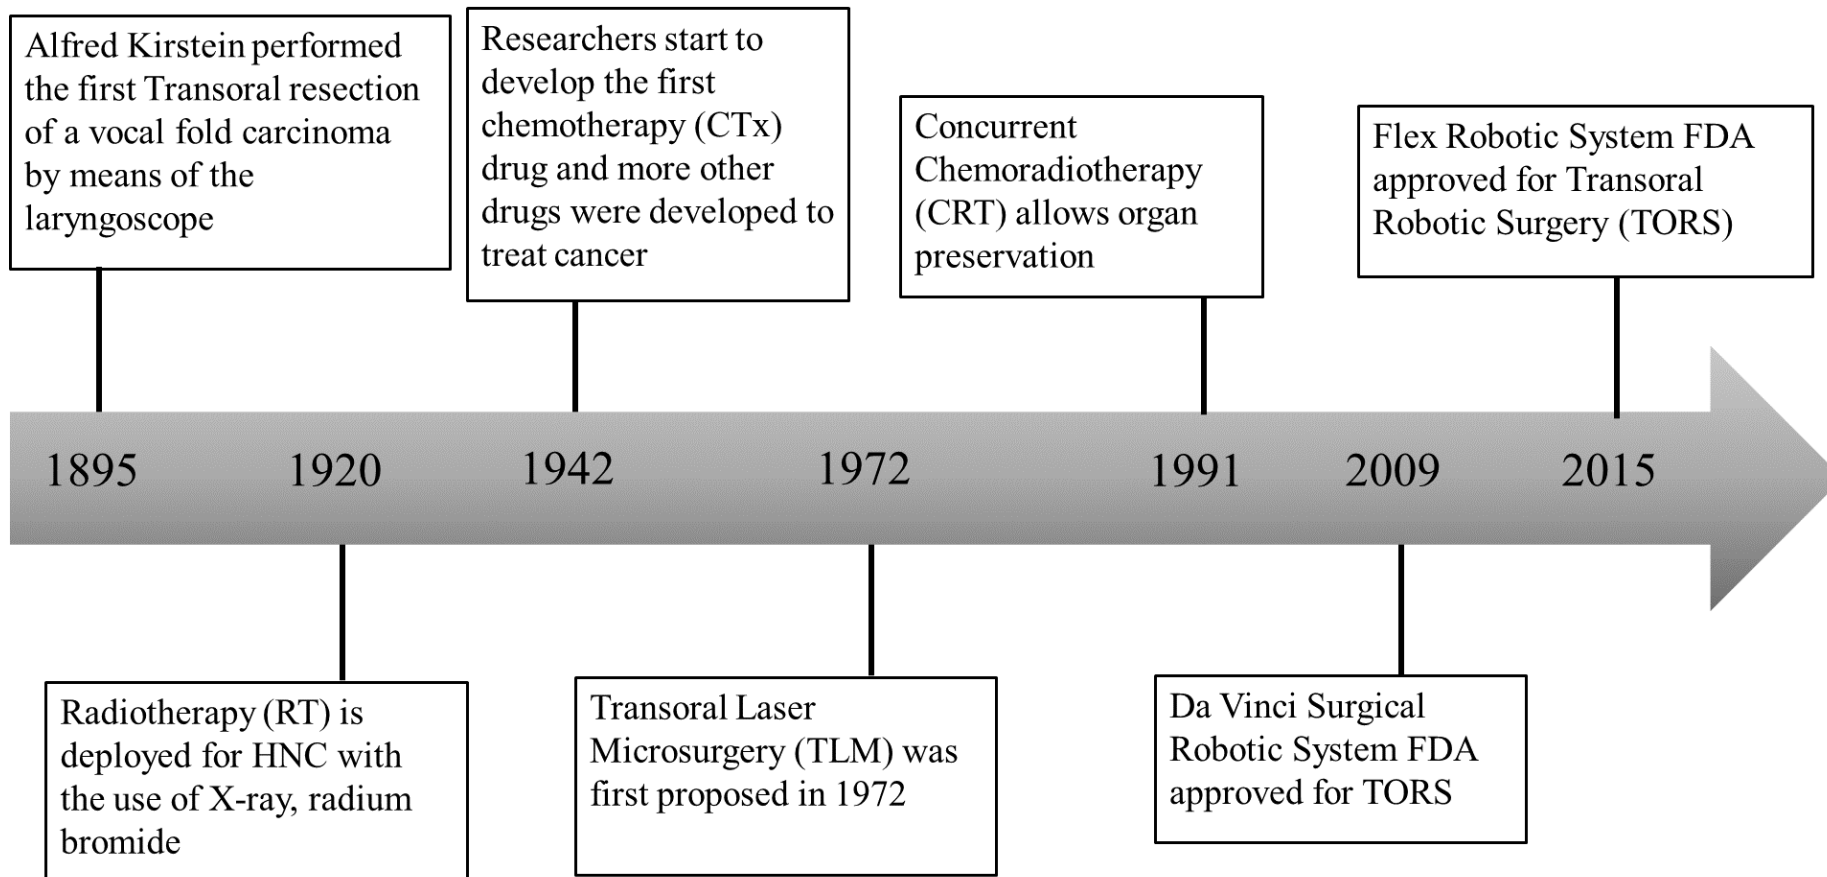 Alfred Kirstein performed
the first Transoral resection
of a vocal fold carcinoma
by means of the
laryngoscope
Researchers start to
develop the first
chemotherapy (CTx)
drug and more other
drugs were developed to
treat cancer
Concurrent
Chemoradiotherapy
(CRT) allows organ
preservation
Flex Robotic System FDA
approved for Transoral
Robotic Surgery (TORS)
1895 1920 1942 1972 1991 2009 2015
Radiotherapy (RT) is
deployed for HNC with
the use of X-ray, radium
bromide
Transoral Laser
Microsurgery (TLM) was
first proposed in 1972
Da Vinci Surgical
Robotic System FDA
approved for TORS